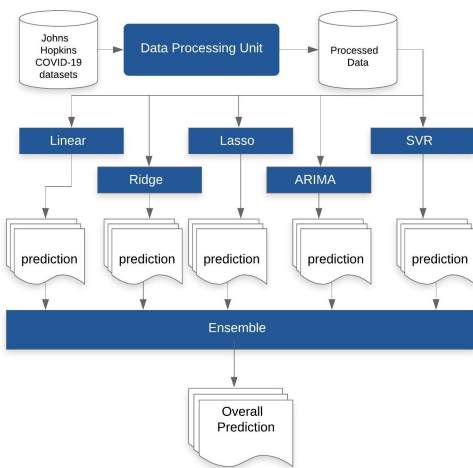 Johns
Hopkins
COVID-19
datasets
Data Processing Unit
Processed
Data
Linear
Lasso
SVR
Ridge
ARIMA
prediction
prediction
prediction
prediction
prediction
Ensemble
Overall
Prediction